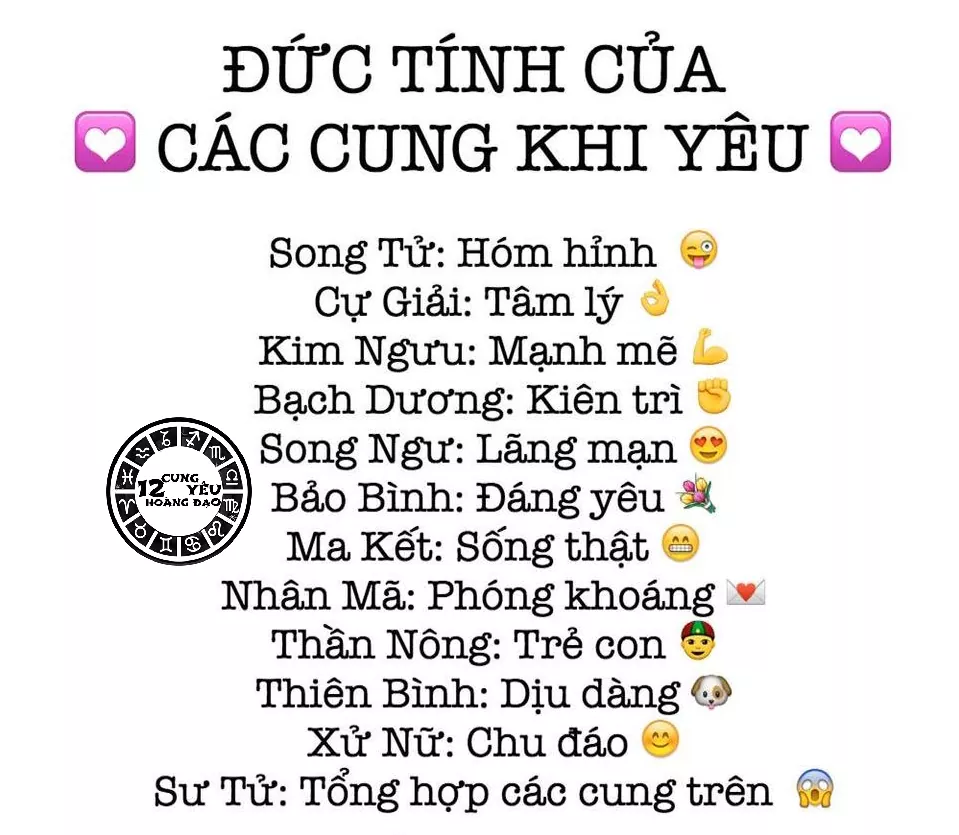 ĐỨC TÍNH CỦA
💟 CÁC CUNG KHI YÊU 💟
Song Tử: Hóm hỉnh 😜
Cự Giải: Tâm lý 👌
Kim Ngưu: Mạnh mẽ 💪
Bạch Dương: Kiên trì ✊
Song Ngư: Lãng mạn 😍
Bảo Bình: Đáng yêu 💐
Ma Kết: Sống thật 😁
Nhân Mã: Phóng khoáng 💌
Thần Nông: Trẻ con 👲
Thiên Bình: Dịu dàng 🐶
Xử Nữ: Chu đáo 😊
Sư Tử: Tổng hợp các cung trên 😱
CUNG
12 YÊU
HOÀNG ĐẠO